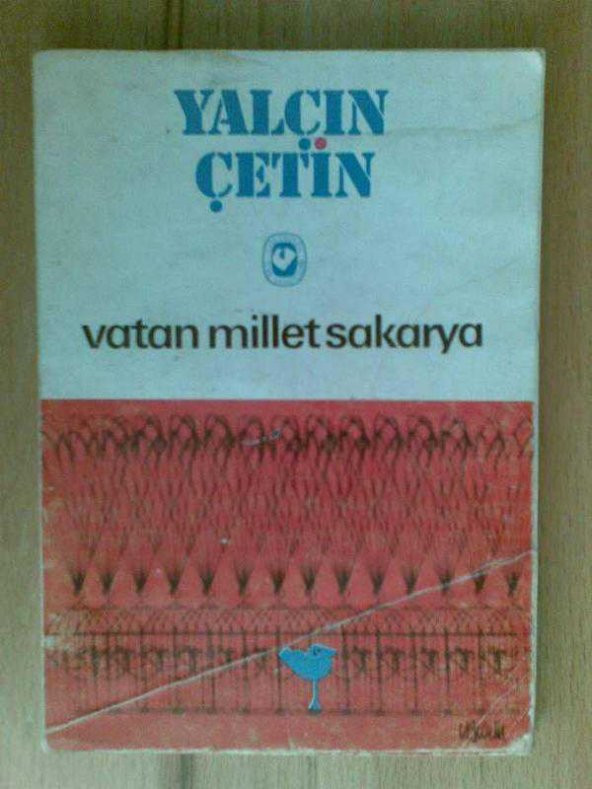 YALÇIN
ÇETİN
vatan millet sakarya